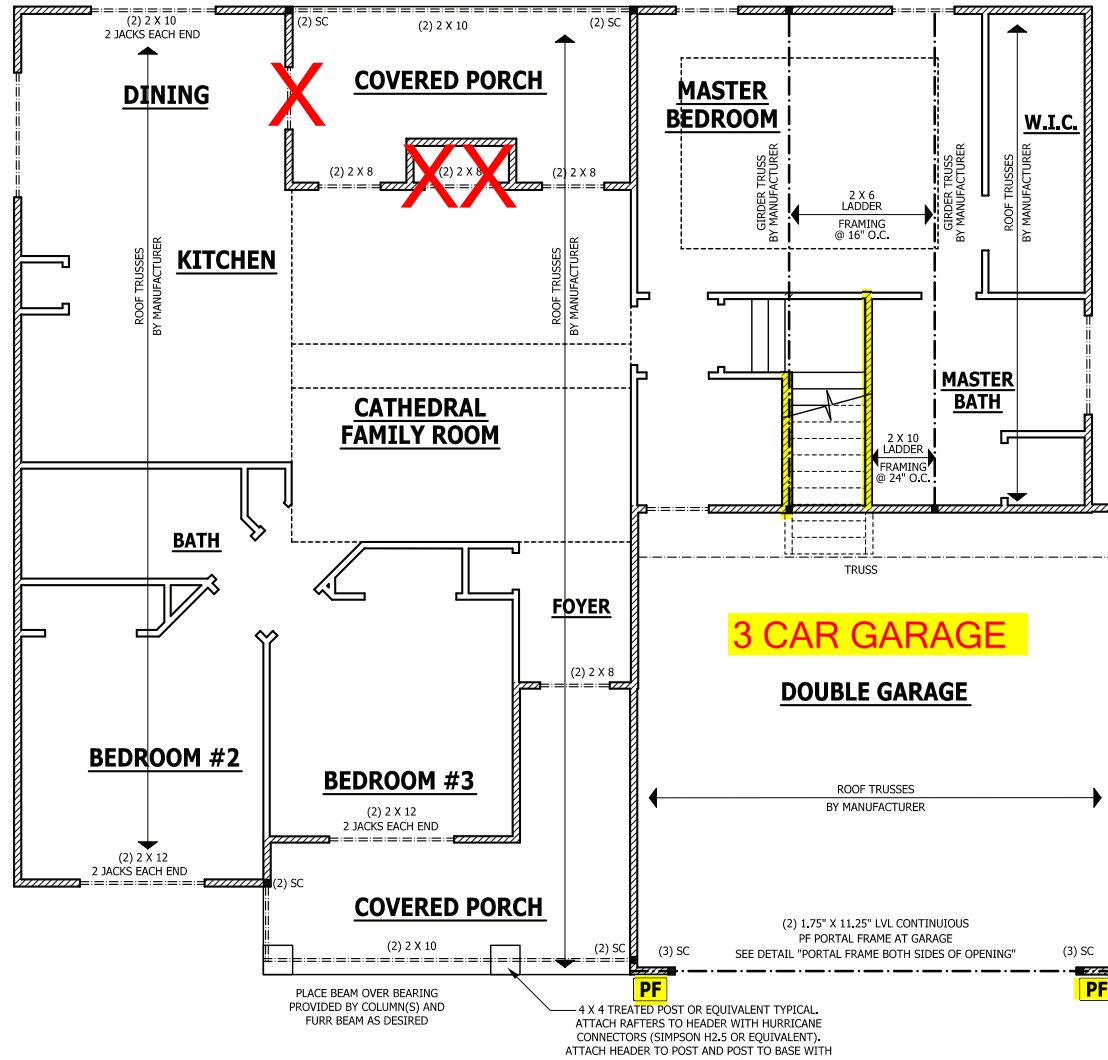 (2) 2 X 10
2 JACKS EACH END
(2) SC
(2) 2 X 10
(2) SC
DINING
COVERED PORCH
MASTER
BEDROOM
W.I.C.
X
(2) 2 X 8
X X
(2) 2 X 8
(2) 2 X 8
GIRDER TRUSS
BY MANUFACTURER
2 X 6
LADDER
FRAMING
@ 16" O.C.
GIRDER TRUSS
BY MANUFACTURER
ROOF TRUSSES
BY MANUFACTURER
KITCHEN
ROOF TRUSSES
BY MANUFACTURER
ROOF TRUSSES
BY MANUFACTURER
CATHEDRAL
FAMILY ROOM
MASTER
BATH
2 X 10
LADDER
FRAMING
@ 24" O.C.
BATH
TRUSS
FOYER
3 CAR GARAGE
(2) 2 X 8
DOUBLE GARAGE
BEDROOM #2
BEDROOM #3
(2) 2 X 12
2 JACKS EACH END
ROOF TRUSSES
BY MANUFACTURER
(2) 2 X 12
2 JACKS EACH END
(2) SC
COVERED PORCH
(2) 2 X 10
(2) SC
(2) 1.75" X 11.25" LVL CONTINUIOUS
PF PORTAL FRAME AT GARAGE
SEE DETAIL "PORTAL FRAME BOTH SIDES OF OPENING"
(3) SC
(3) SC
PF
PF
PLACE BEAM OVER BEARING
PROVIDED BY COLUMN(S) AND
FURR BEAM AS DESIRED
4 X 4 TREATED POST OR EQUIVALENT TYPICAL.
ATTACH RAFTERS TO HEADER WITH HURRICANE
CONNECTORS (SIMPSON H2.5 OR EQUIVALENT).
ATTACH HEADER TO POST AND POST TO BASE WITH